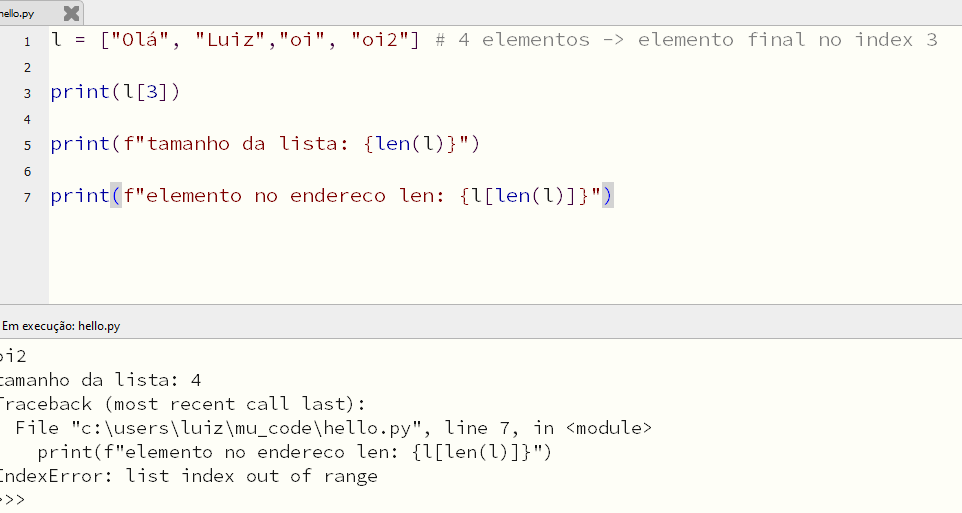 hello.py
1 l = ["Olá", "Luiz","oi", "oi2"] # 4 elementos -> elemento final no index 3
2
3 print(l[3])
4
5 print(f"tamanho da lista: {len(l)}")
6
7 print(f"elemento no endereco len: {l[len(l)]}")
Em execução: hello.py
oi2
tamanho da lista: 4
Traceback (most recent call last):
  File "c:\users\luiz\mu_code\hello.py", line 7, in <module>
    print(f"elemento no endereco len: {l[len(l)]}")
IndexError: list index out of range
>>>